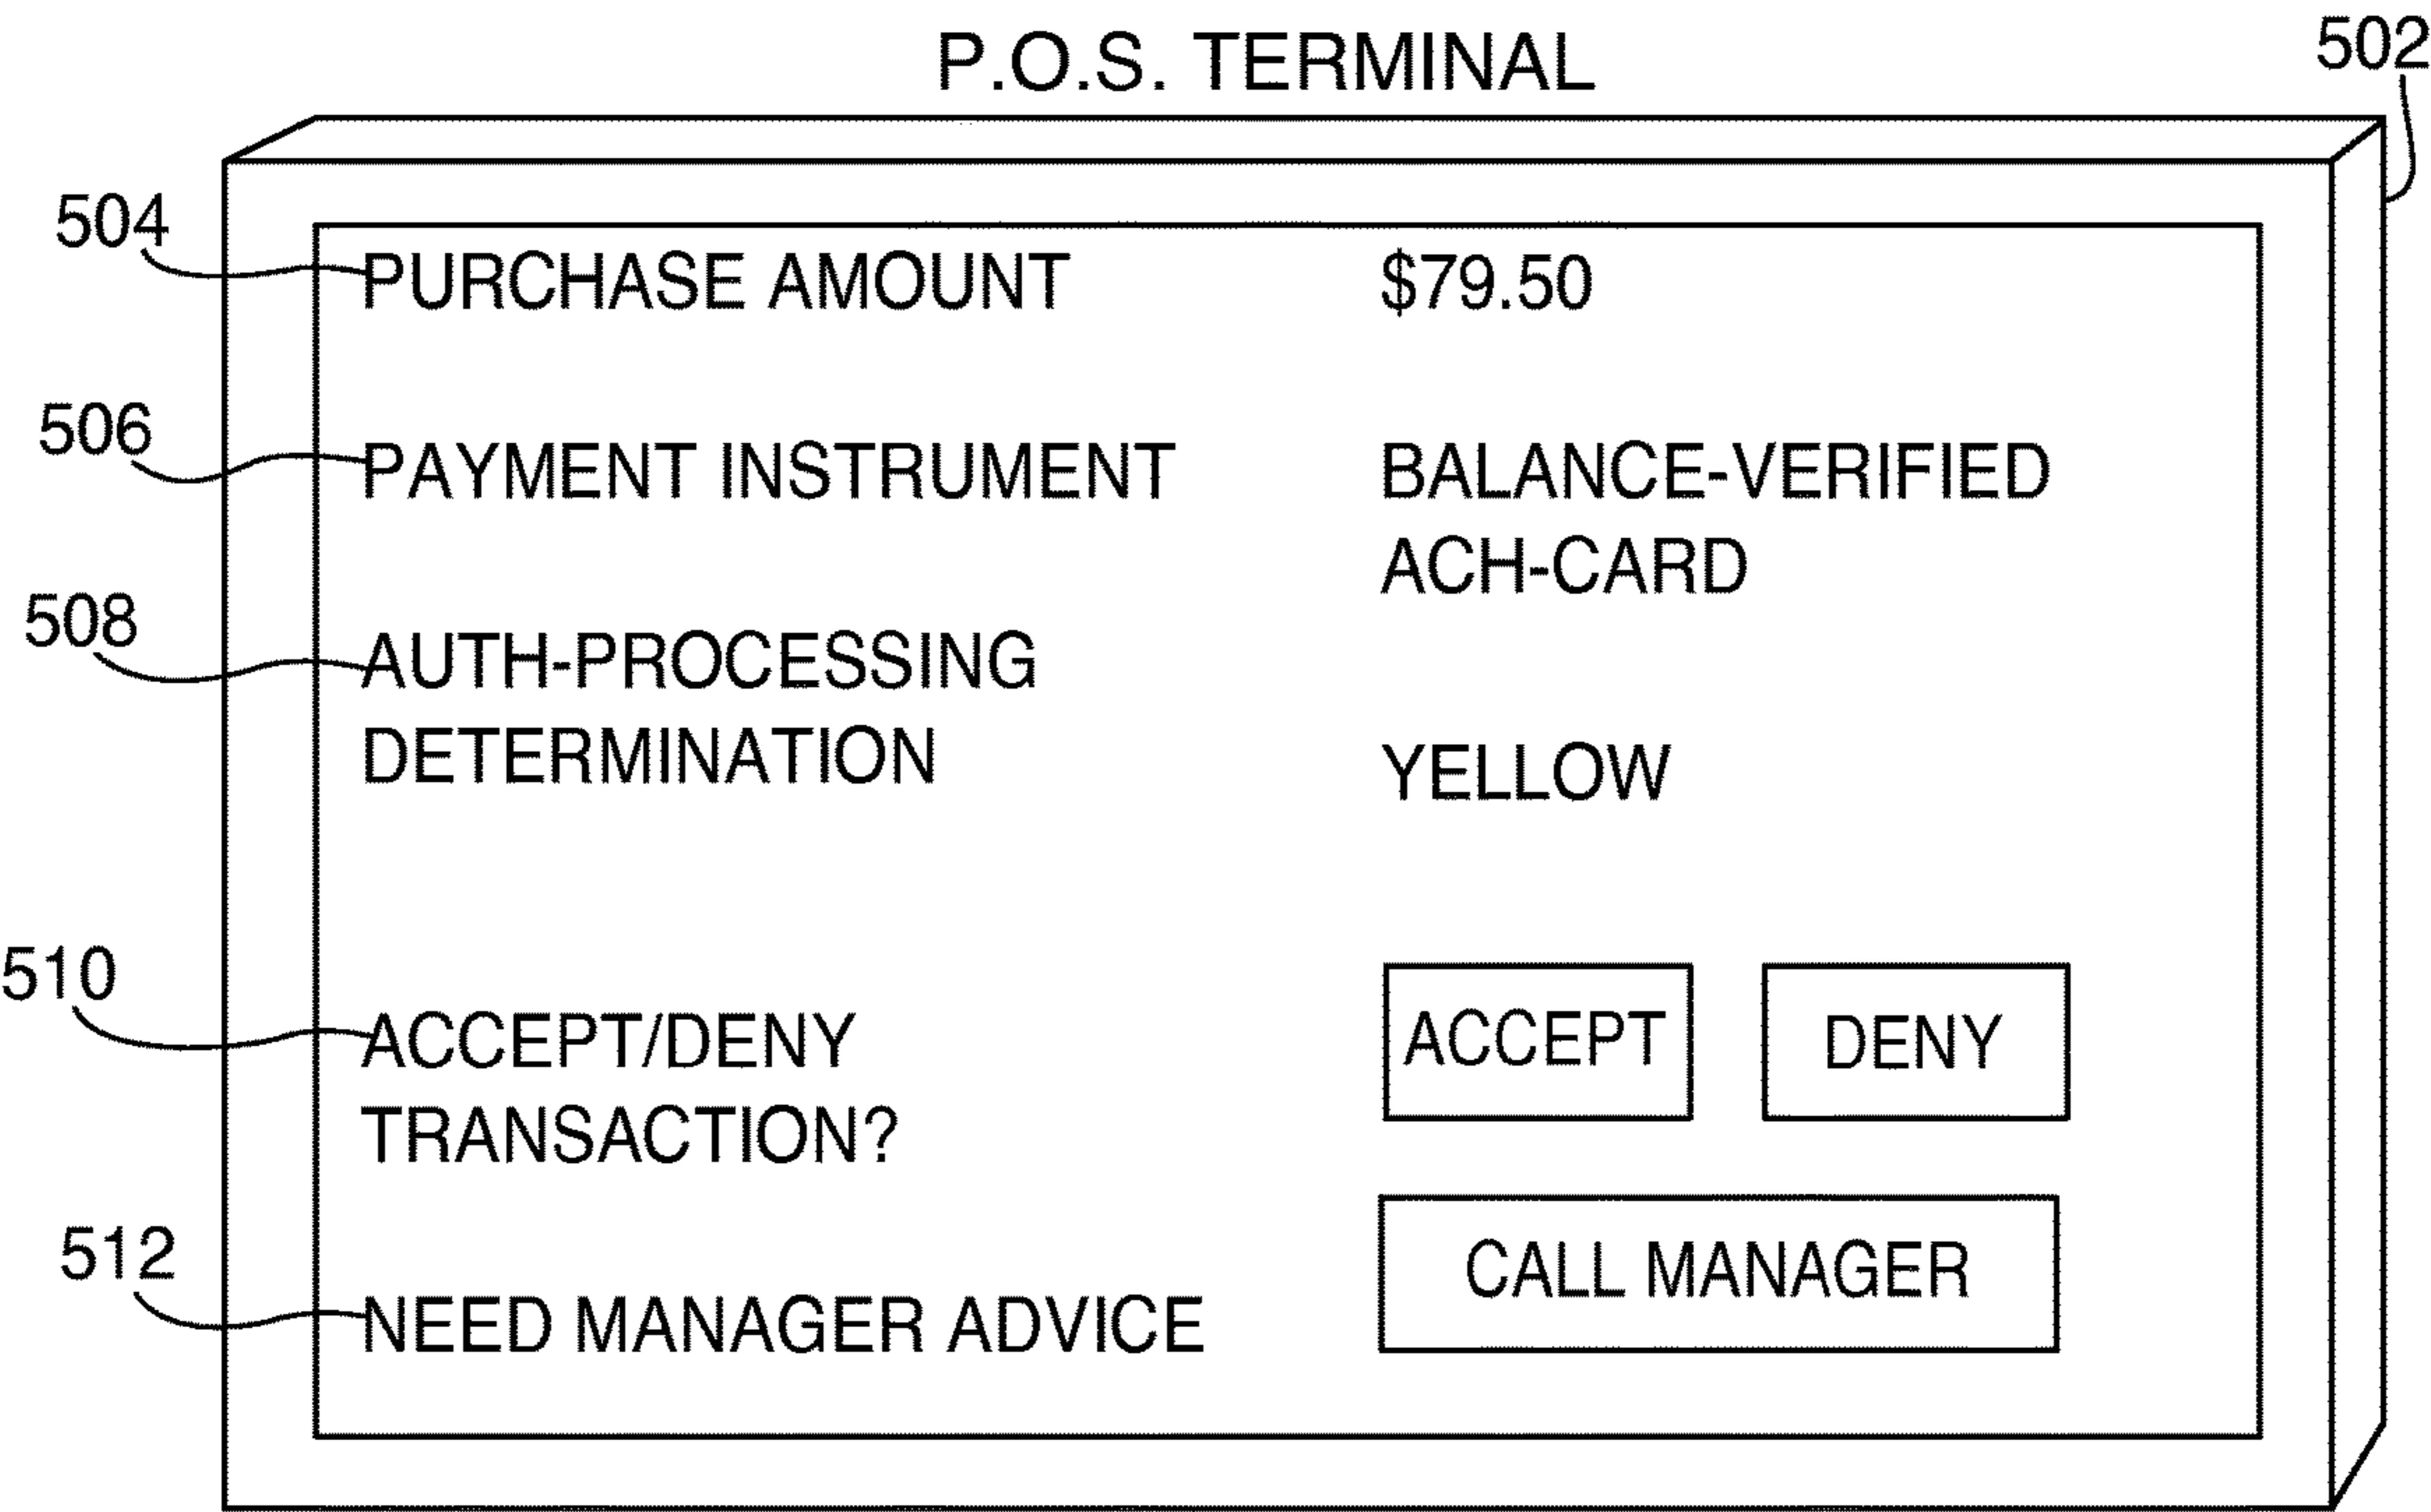 P.O.S. TERMINAL
502
504
PURCHASE AMOUNT $79.50
506
PAYMENT INSTRUMENT BALANCE-VERIFIED
ACH-CARD
508
AUTH-PROCESSING
DETERMINATION YELLOW
510
ACCEPT/DENY ACCEPT DENY
TRANSACTION?
512
NEED MANAGER ADVICE CALL MANAGER